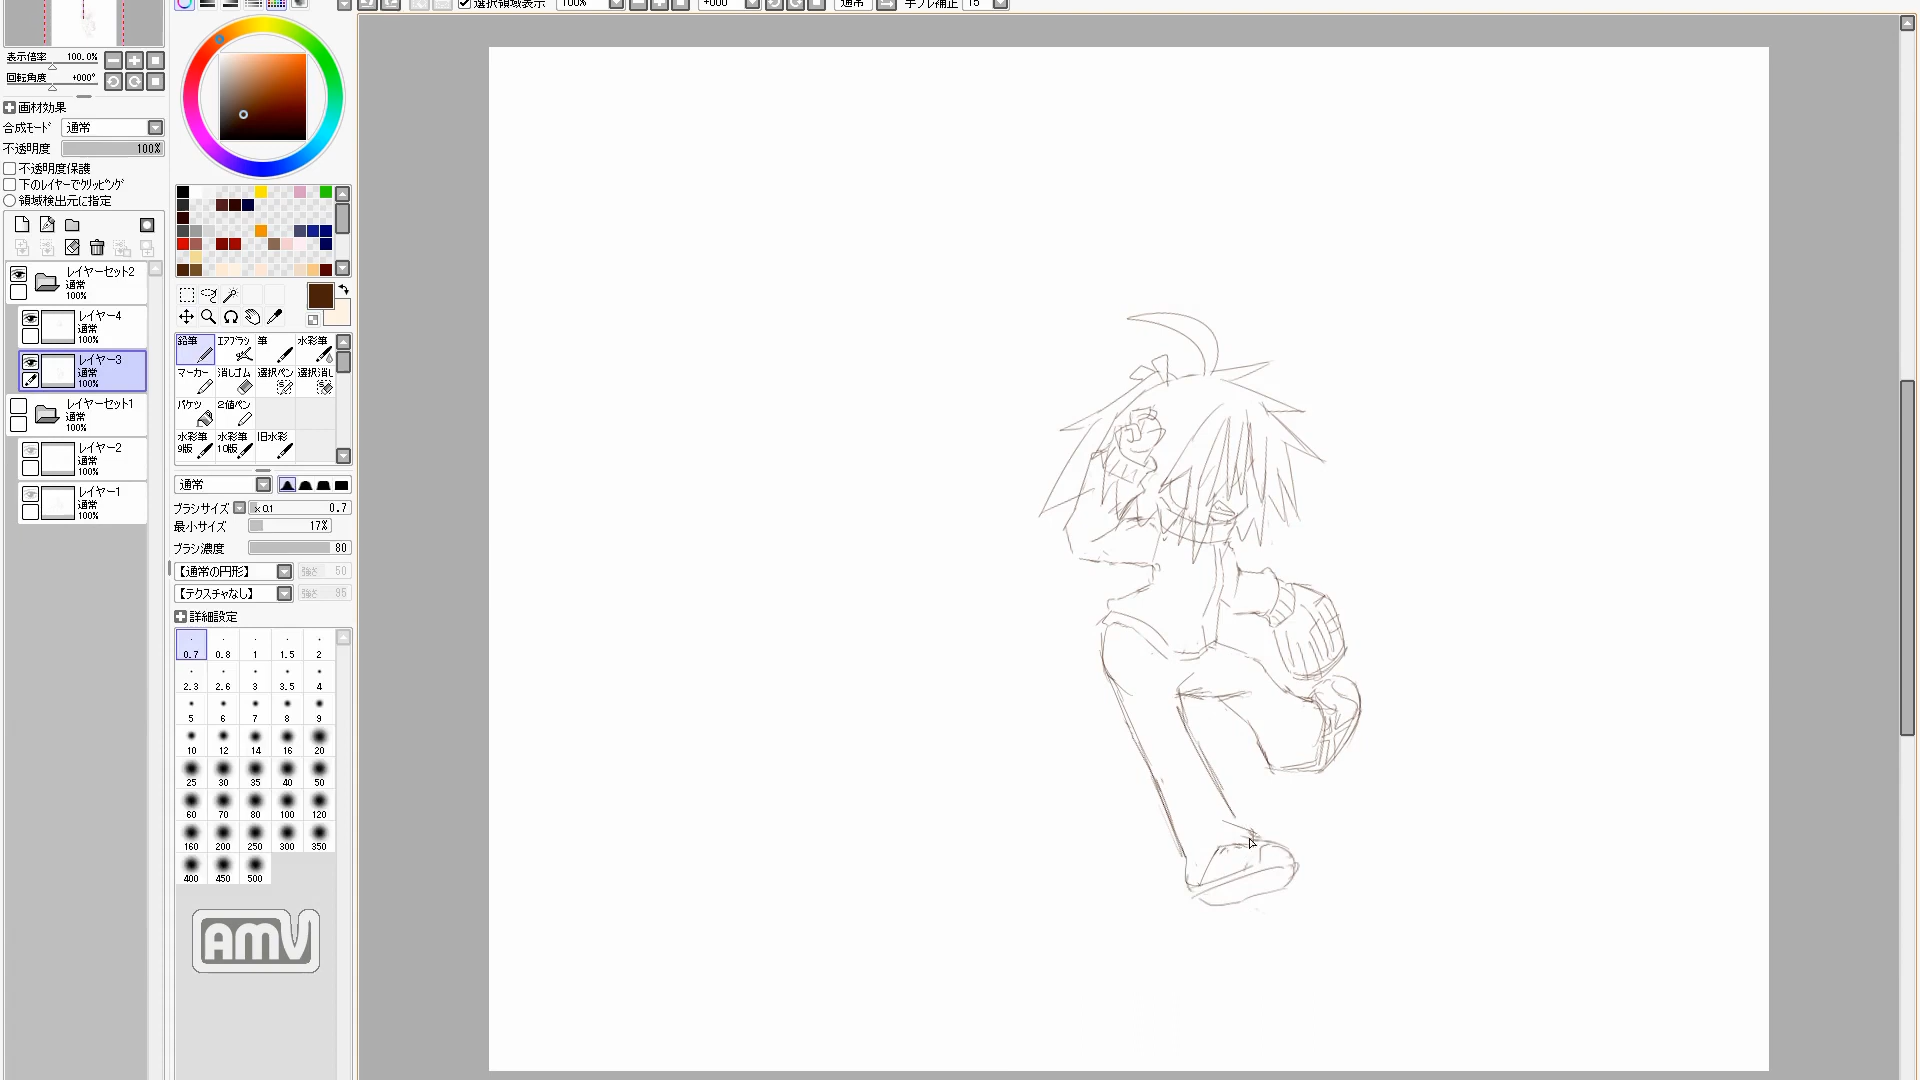 選択領域表示 100% +000° 通常 手ブレ補正 15
表示倍率 100.0%
回転角度 +000°
画材効果
合成モード 通常
不透明度 100%
不透明度保護
下のレイヤーでクリッピング
領域検出元に指定
レイヤーセット2
通常
100%
レイヤー4
通常
100%
レイヤー3
通常
100%
レイヤーセット1
通常
レイヤー2
通常
100%
レイヤー1
通常
100%
鉛筆 エアブラシ 筆 水彩筆
マーカー 消しゴム 選択ペン 選択消し
バケツ 2値ペン
水彩筆 9版 水彩筆 10版 旧水彩
通常
ブラシサイズ x 0.1 0.7
最小サイズ 17%
ブラシ濃度 80
【通常の円形】 強さ 50
【テクスチャなし】 強さ 95
詳細設定
0.7 0.8 1 1.5 2
2.3 2.6 3 3.5 4
5 6 7 8 9
10 12 14 16 20
25 30 35 40 50
60 70 80 100 120
160 200 250 300 350
400 450 500
AMV